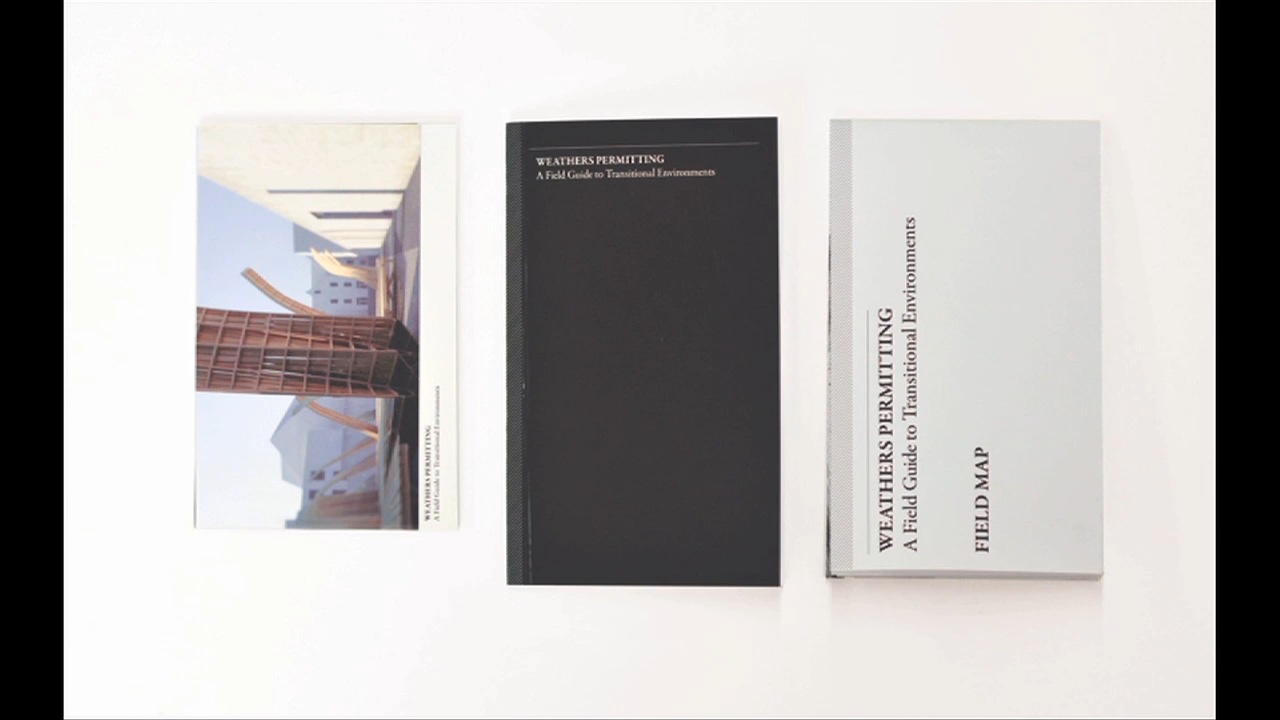 WEATHERS PERMITTING
A Field Guide to Transitional Environments
WEATHERS PERMITTING
A Field Guide to Transitional Environments
WEATHERS PERMITTING
A Field Guide to Transitional Environments
FIELD MAP